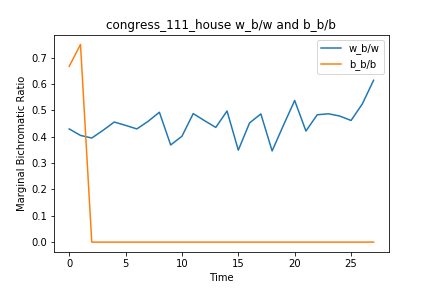 congress_111_house w_b/w and b_b/b
w_b/w
b_b/b
Marginal Bichromatic Ratio
0.7
0.6
0.5
0.4
0.3
0.2
0.1
0.0
0 5 10 15 20 25
Time